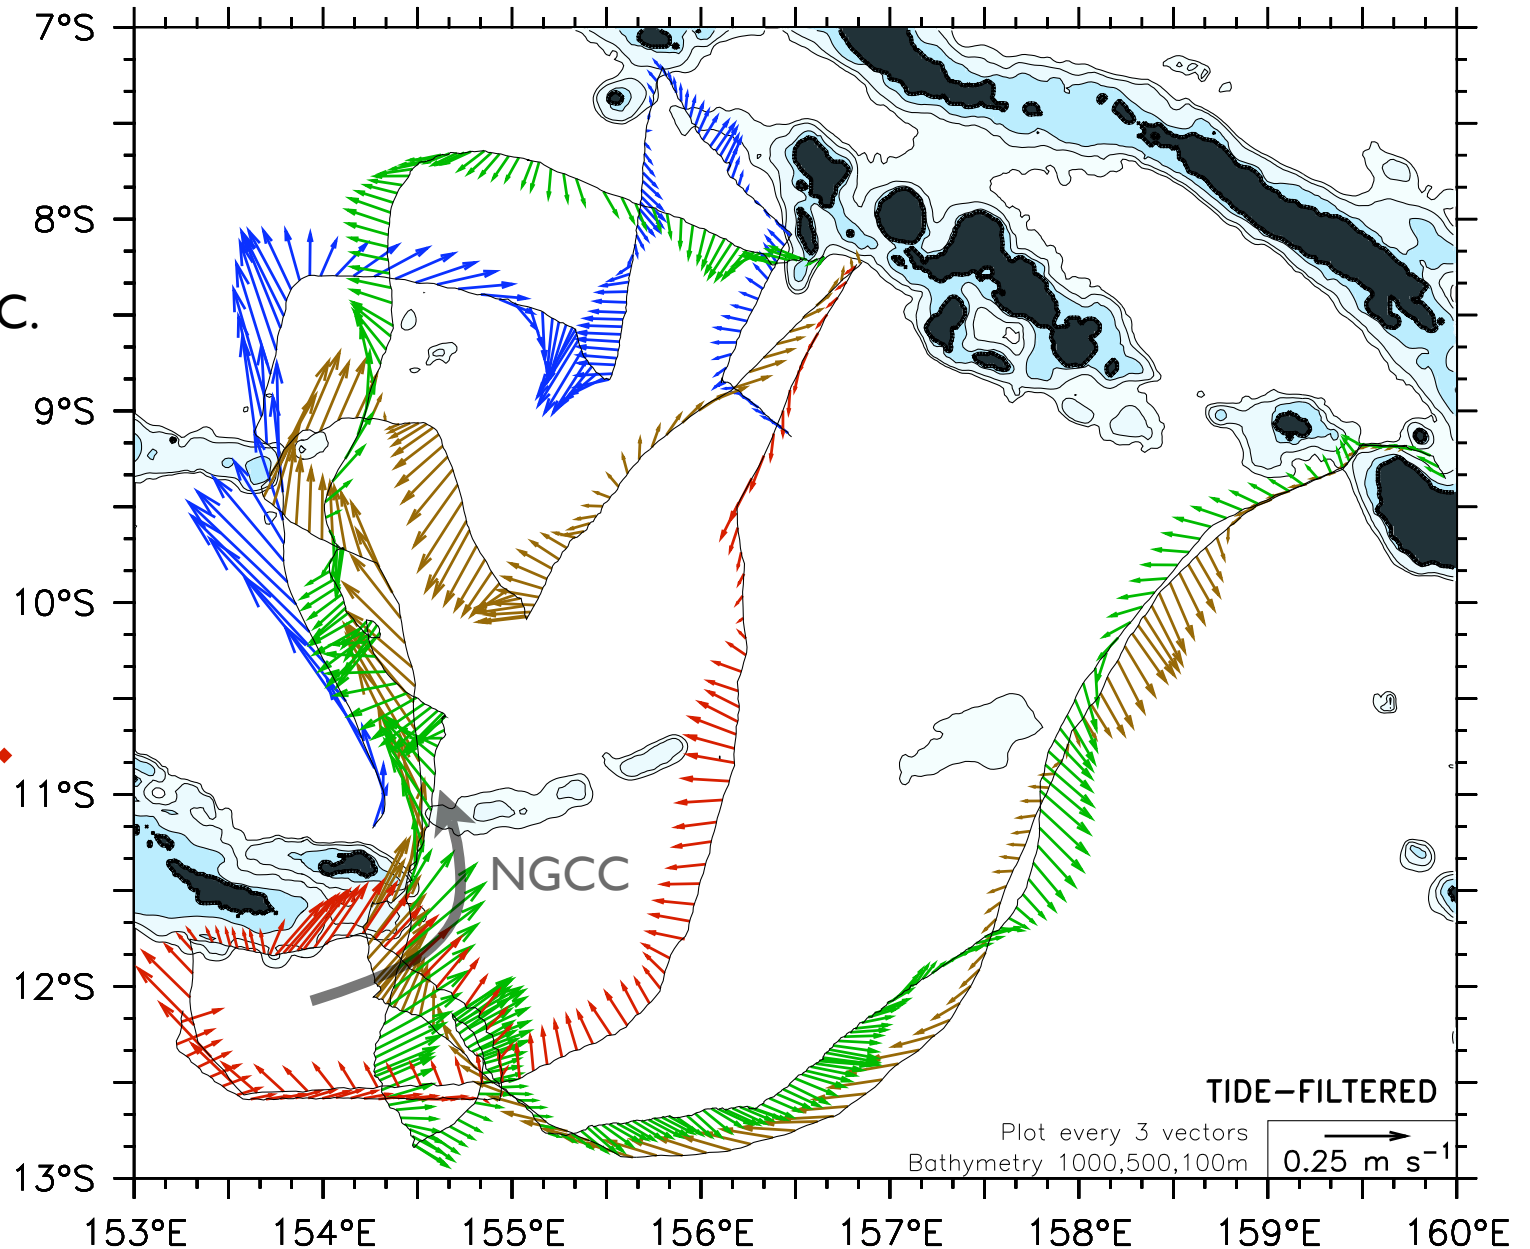 7°S
8°S
C.
9°S
10°S
11°S
NGCC
12°S
TIDE-FILTERED
Plot every 3 vectors
Bathymetry 1000,500,100m
0.25 m s⁻¹
13°S
153°E 154°E 155°E 156°E 157°E 158°E 159°E 160°E